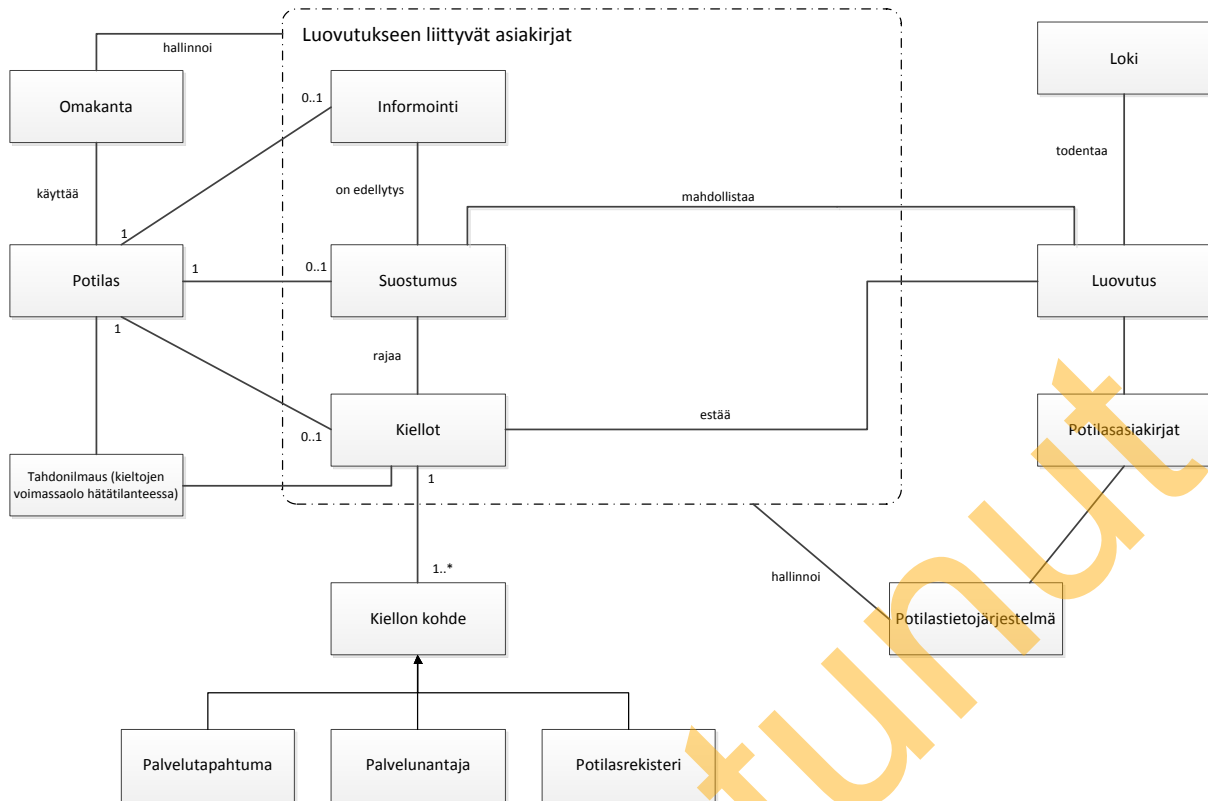 Luovutukseen liittyvät asiakirjat
hallinnoi
Omakanta
0..1
Informointi
Loki
käyttää
on edellytys
todentaa
mahdollistaa
1
Potilas
1
0..1
Suostumus
Luovutus
1
rajaa
estää
0..1
Kiellot
Potilasasiakirjat
Tahdonilmaus (kieltojen
voimassaolo hätätilanteessa)
1
1..*
hallinnoi
Kiellon kohde
Potilastietojärjestelmä
Palvelutapahtuma
Palvelunantaja
Potilasrekisteri
tunut